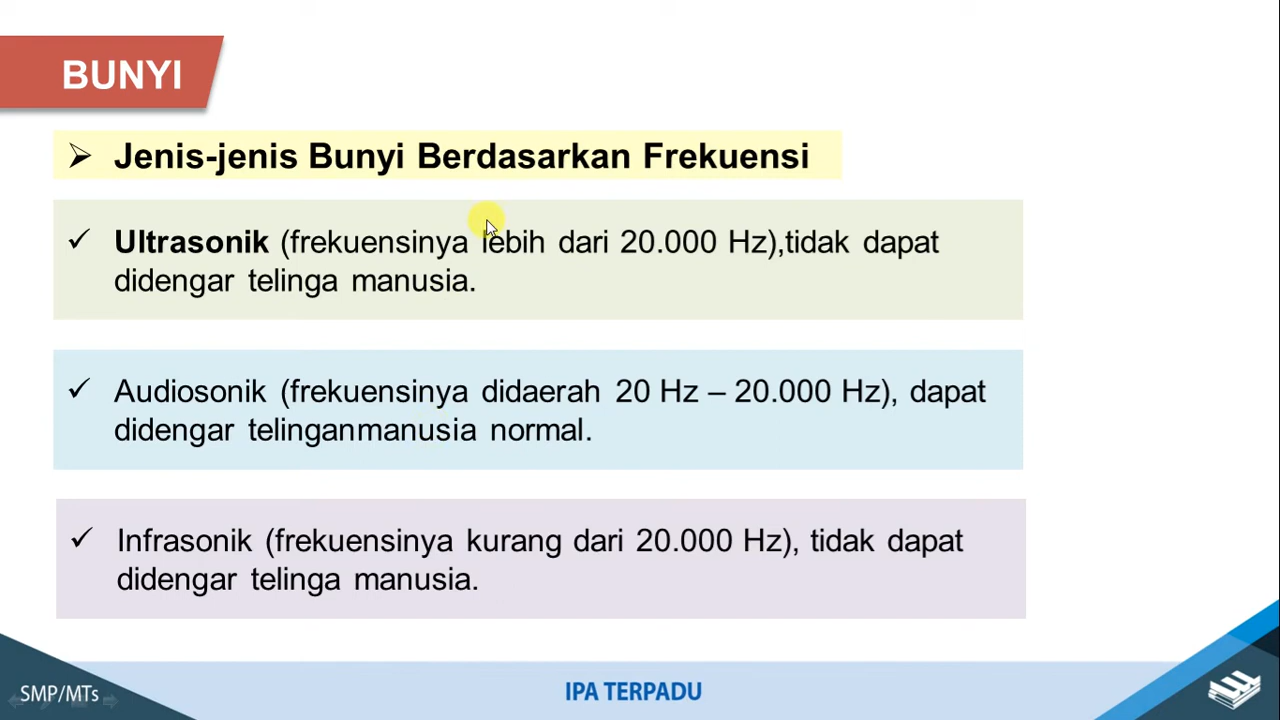 BUNYI
Jenis-jenis Bunyi Berdasarkan Frekuensi
Ultrasonik (frekuensinya lebih dari 20.000 Hz),tidak dapat
didengar telinga manusia.
Audiosonik (frekuensinya didaerah 20 Hz – 20.000 Hz), dapat
didengar telinganmanusia normal.
Infrasonik (frekuensinya kurang dari 20.000 Hz), tidak dapat
didengar telinga manusia.
SMP/MTs
IPA TERPADU